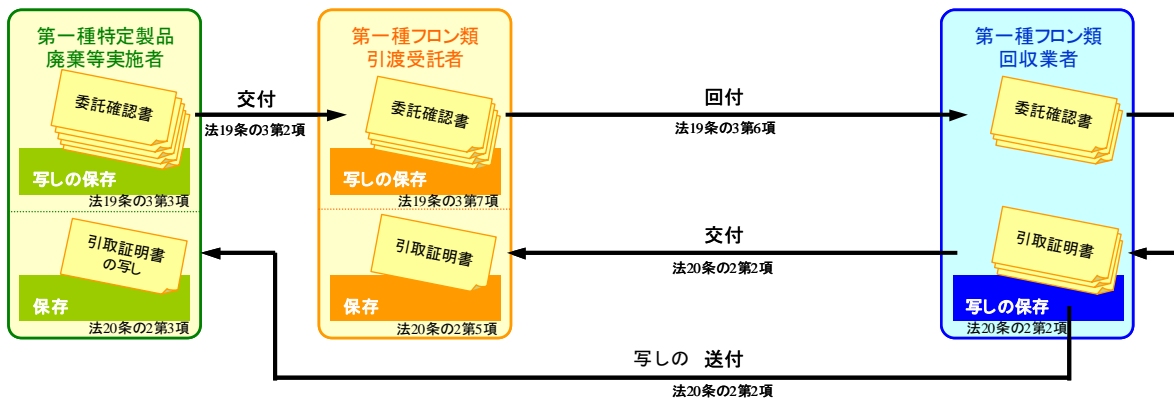 第一種特定製品
廃棄等実施者
委託確認書
写しの保存
法19条の3第3項
引取証明書
の写し
保存
法20条の2第3項
交付
法19条の3第2項
第一種フロン類
引渡受託者
委託確認書
写しの保存
法19条の3第7項
引取証明書
保存
法20条の2第5項
回付
法19条の3第6項
交付
法20条の2第2項
第一種フロン類
回収業者
委託確認書
引取証明書
写しの保存
法20条の2第2項
写しの 送付
法20条の2第2項